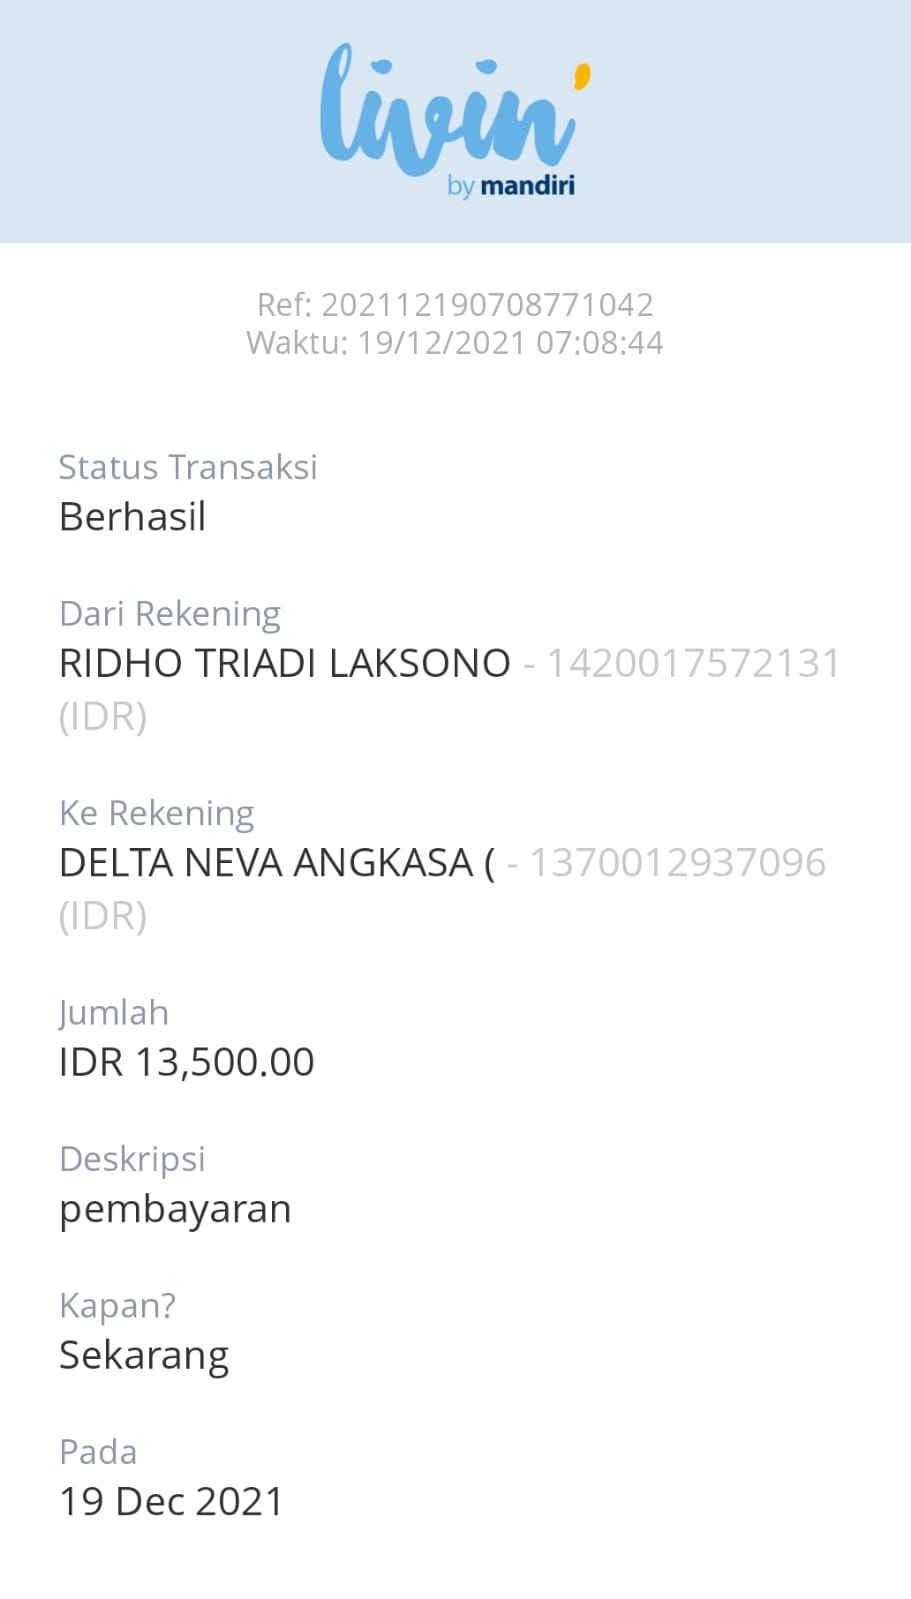 livin'
by mandiri
Ref: 202112190708771042
Waktu: 19/12/2021 07:08:44
Status Transaksi
Berhasil
Dari Rekening
RIDHO TRIADI LAKSONO - 1420017572131
(IDR)
Ke Rekening
DELTA NEVA ANGKASA ( - 1370012937096
(IDR)
Jumlah
IDR 13,500.00
Deskripsi
pembayaran
Kapan?
Sekarang
Pada
19 Dec 2021